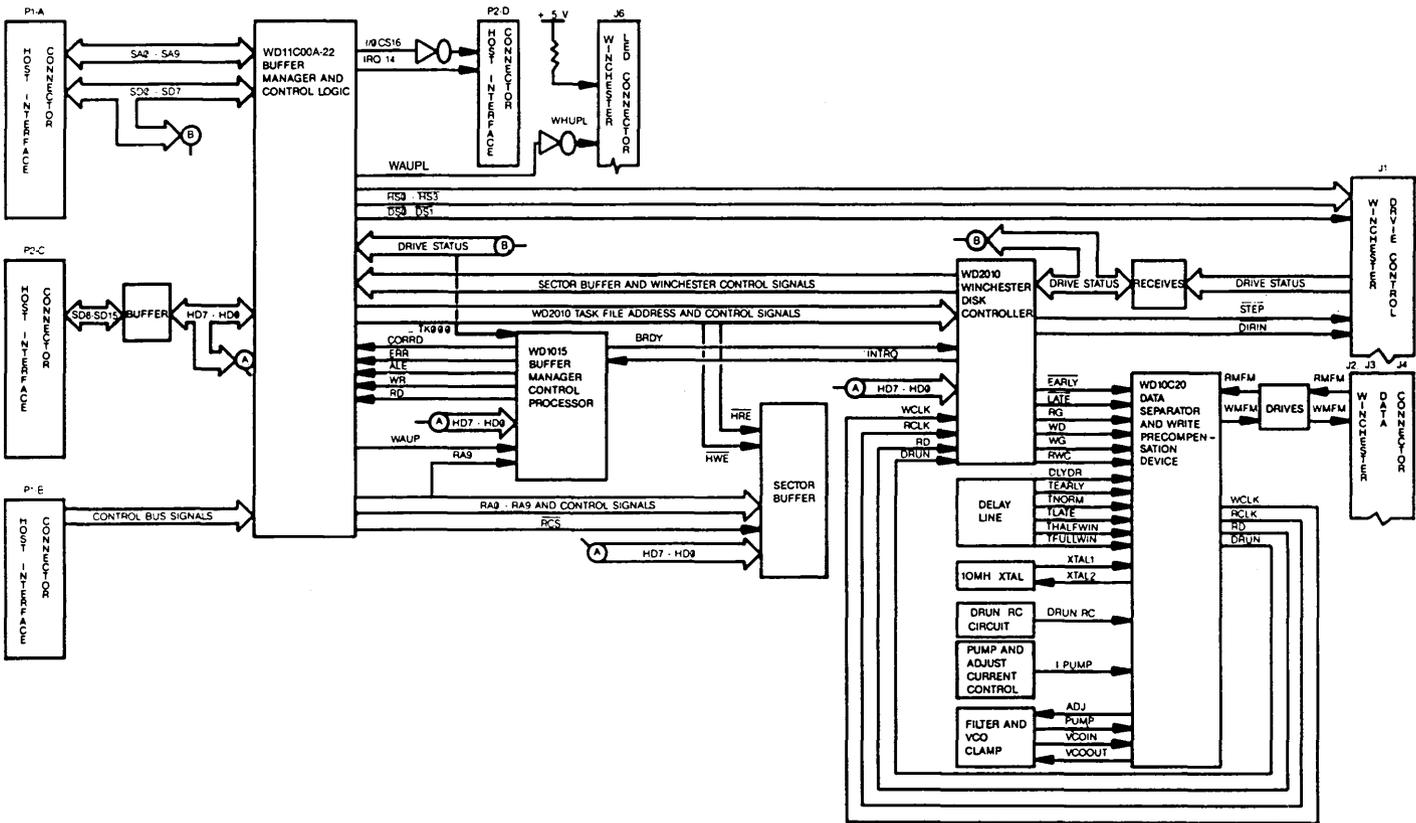 P1-A
HOST INTERFACE
CONNECTOR
SA0 - SA9
SD0 - SD7
B
WD11C00A-22
BUFFER
MANAGER AND
CONTROL LOGIC
I/0CS16
IRQ 14
P2-D
HOST INTERFACE
CONNECTOR
+ 5 V
J6
WINCHESTER
LED CONNECTOR
WHUPL
WAUPL
HS0 - HS3
DS0 DS1
J1
WINCHESTER
DRVIE CONTROL
DRIVE STATUS
B
B
P2-C
HOST INTERFACE
CONNECTOR
SD8-SD15
BUFFER
HD7 - HD0
A
SECTOR BUFFER AND WINCHESTER CONTROL SIGNALS
WD2010 TASK FILE ADDRESS AND CONTROL SIGNALS
WD2010
WINCHESTER
DISK
CONTROLLER
DRIVE STATUS
RECEIVES
DRIVE STATUS
STEP
DIRIN
TK000
CORRD
ERR
ALE
WR
RD
WD1015
BUFFER
MANAGER
CONTROL
PROCESSOR
BRDY
INTRQ
A
HD7 - HD0
A
HD7 - HD0
WAUP
RA9
HRE
HWE
SECTOR
BUFFER
RA0 - RA9 AND CONTROL SIGNALS
RCS
A
HD7 - HD0
P1-E
HOST INTERFACE
CONNECTOR
CONTROL BUS SIGNALS
WCLK
RCLK
RD
DRUN
EARLY
LATE
RG
WD
WG
RWC
WD10C20
DATA
SEPARATOR
AND WRITE
PRECOMPEN -
SATION
DEVICE
RMFM
WMFM
DRIVES
RMFM
WMFM
J2. J3 J4
WINCHESTER
DATA
CONNECTOR
DELAY
LINE
DLYDR
TEARLY
TNORM
TLATE
THALFWIN
TFULLWIN
WCLK
RCLK
RD
DRUN
10MH XTAL
XTAL1
XTAL2
DRUN RC
CIRCUIT
DRUN RC
PUMP AND
ADJUST
CURRENT
CONTROL
I PUMP
FILTER AND
VCO
CLAMP
ADJ
PUMP
VCOIN
VCOOUT